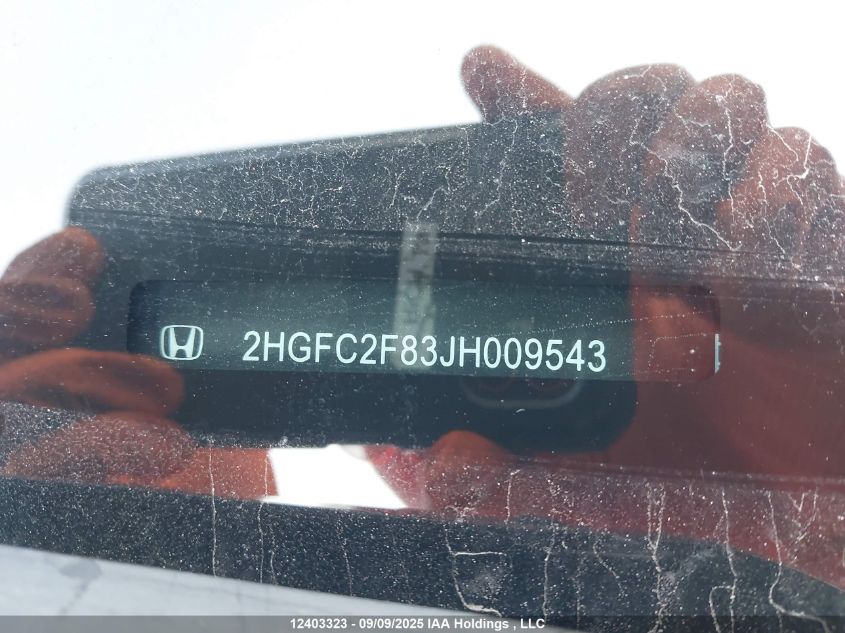 2HGFC2F83JH009543
12403323 - 09/09/2025 IAA Holdings , LLC